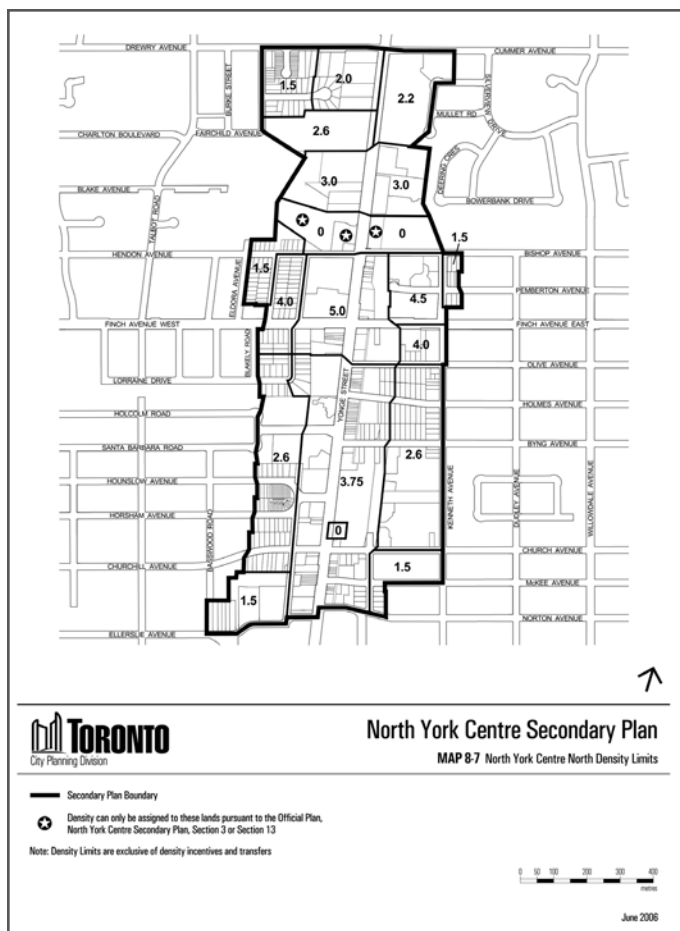 DREWRY AVENUE
CUMMER AVENUE
BURKE STREET
1.5
2.0
2.2
SILVERVIEW DRIVE
MULLET RD
CHARLTON BOULEVARD
FAIRCHILD AVENUE
2.6
DEERING CRES
3.0
3.0
BLAKE AVENUE
TALBOT ROAD
BOWERBANK DRIVE
0
0
1.5
HENDON AVENUE
BISHOP AVENUE
ELDORA AVENUE
1.5
4.0
5.0
4.5
PEMBERTON AVENUE
FINCH AVENUE WEST
FINCH AVENUE EAST
BLAKELY ROAD
4.0
OLIVE AVENUE
LORRAINE DRIVE
YONGE STREET
HOLMES AVENUE
HOLCOLM ROAD
SANTA BARBARA ROAD
BYNG AVENUE
2.6
2.6
3.75
HOUNSLOW AVENUE
KENNETH AVENUE
DUDLEY AVENUE
WILLOWDALE AVENUE
HORSHAM AVENUE
BASSWOOD ROAD
0
CHURCH AVENUE
CHURCHILL AVENUE
1.5
McKEE AVENUE
1.5
NORTON AVENUE
ELLERSLIE AVENUE
TORONTO
City Planning Division
North York Centre Secondary Plan
MAP 8-7 North York Centre North Density Limits
Secondary Plan Boundary
Density can only be assigned to these lands pursuant to the Official Plan,
North York Centre Secondary Plan, Section 3 or Section 13
Note: Density Limits are exclusive of density incentives and transfers
0 50 100 200 300 400
metres
June 2006